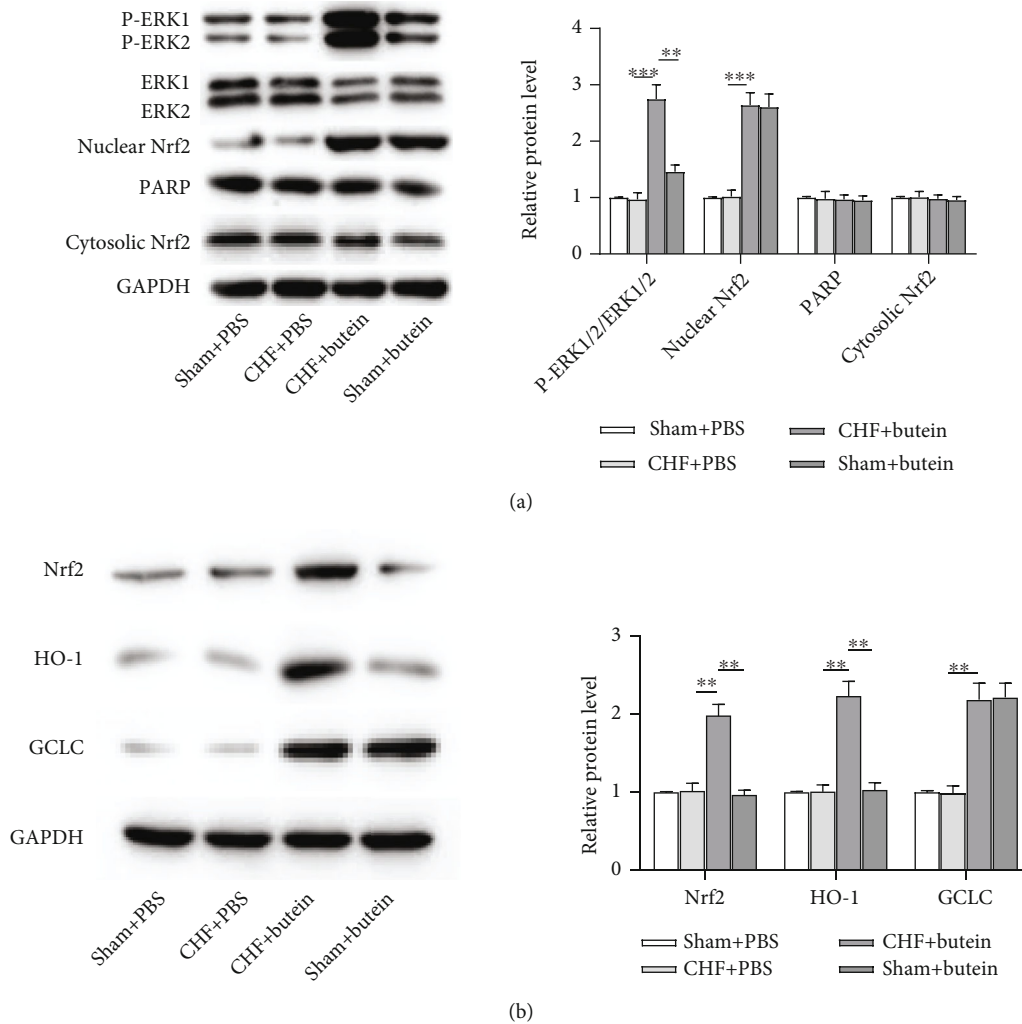 P-ERK1
P-ERK2
ERK1
ERK2
Nuclear Nrf2
PARP
Cytosolic Nrf2
GAPDH
Sham+PBS
CHF+PBS
CHF+butein
Sham+butein
Relative protein level
4
3
2
1
0
***
**
***
P-ERK1/2/ERK1/2
Nuclear Nrf2
PARP
Cytosolic Nrf2
Sham+PBS
CHF+PBS
CHF+butein
Sham+butein
(a)
Nrf2
HO-1
GCLC
GAPDH
Sham+PBS
CHF+PBS
CHF+butein
Sham+butein
Relative protein level
3
2
1
0
**
**
**
**
**
Nrf2
HO-1
GCLC
Sham+PBS
CHF+PBS
CHF+butein
Sham+butein
(b)